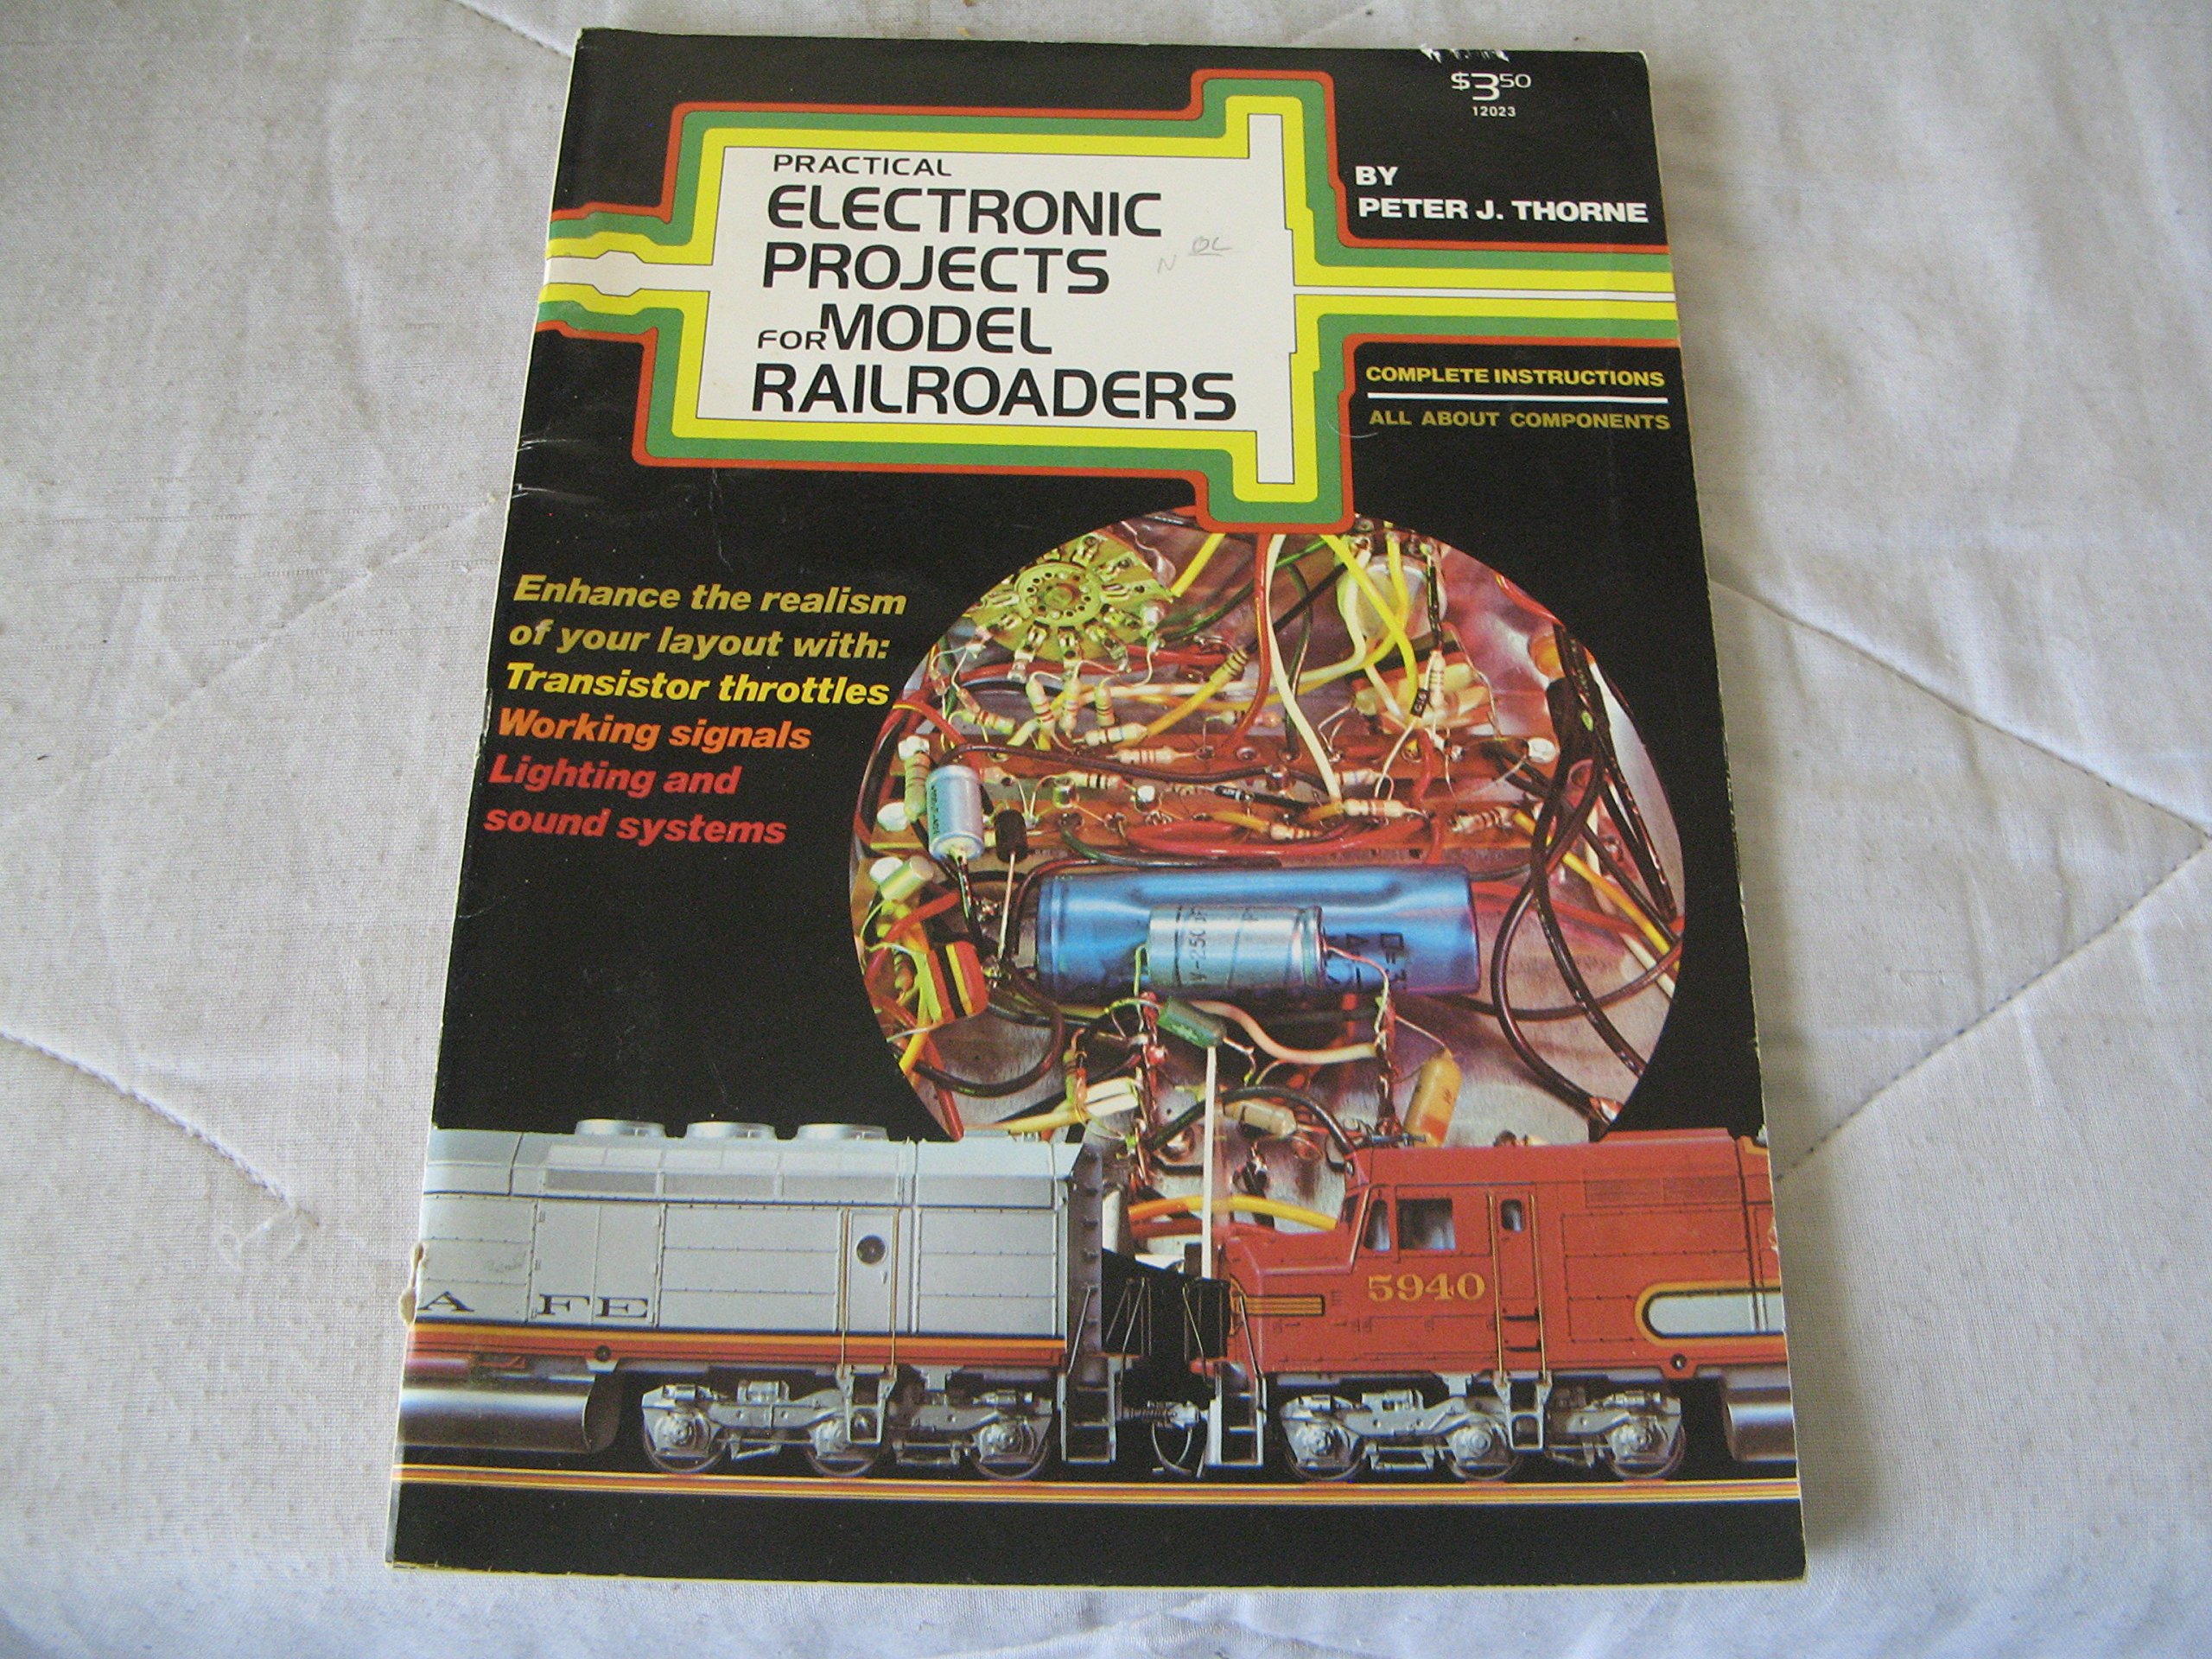 $3.50
12023
PRACTICAL
ELECTRONIC
PROJECTS
FOR MODEL
RAILROADERS
BY
PETER J. THORNE
COMPLETE INSTRUCTIONS
ALL ABOUT COMPONENTS
Enhance the realism
of your layout with:
Transistor throttles
Working signals
Lighting and
sound systems
A FE
5940